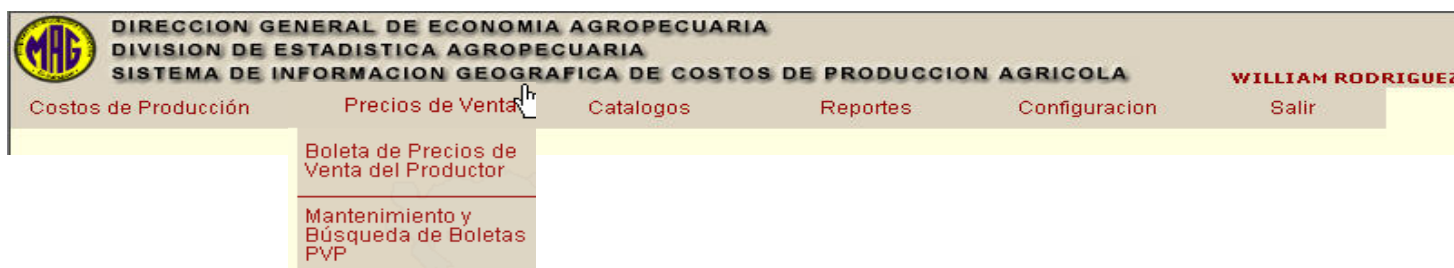 MAG
DIRECCION GENERAL DE ECONOMIA AGROPECUARIA
DIVISION DE ESTADISTICA AGROPECUARIA
SISTEMA DE INFORMACION GEOGRAFICA DE COSTOS DE PRODUCCION AGRICOLA
WILLIAM RODRIGUEZ
Costos de Producción Precios de Venta Catalogos Reportes Configuracion Salir
Boleta de Precios de
Venta del Productor
Mantenimiento y
Búsqueda de Boletas
PVP